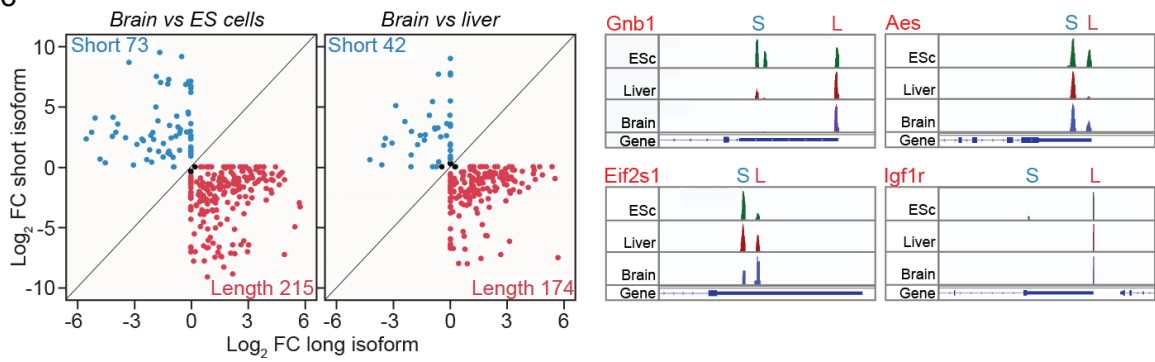 Brain vs ES cells
Brain vs liver
Short 73
Short 42
10
5
0
-5
-10
Log2 FC short isoform
Length 215
Length 174
-6 -3 0 3 6
-6 -3 0 3 6
Log2 FC long isoform
Gnb1 S L
ESc
Liver
Brain
Gene
Aes S L
ESc
Liver
Brain
Gene
Eif2s1 S L
ESc
Liver
Brain
Gene
Igf1r S L
ESc
Liver
Brain
Gene